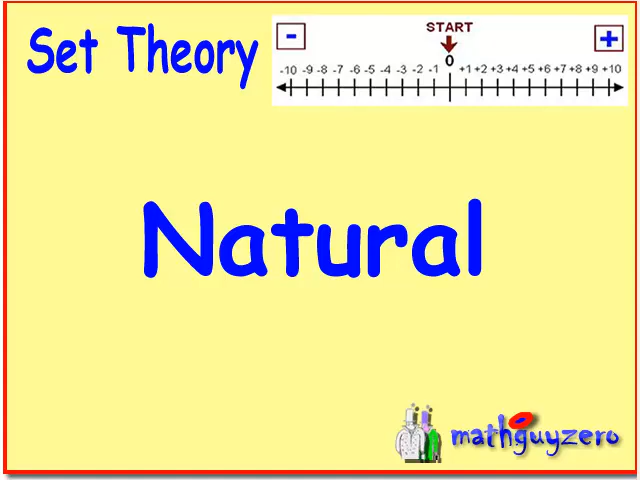 Set Theory
- START +
0
-10 -9 -8 -7 -6 -5 -4 -3 -2 -1 +1 +2 +3 +4 +5 +6 +7 +8 +9 +10
Natural
mathguyzero